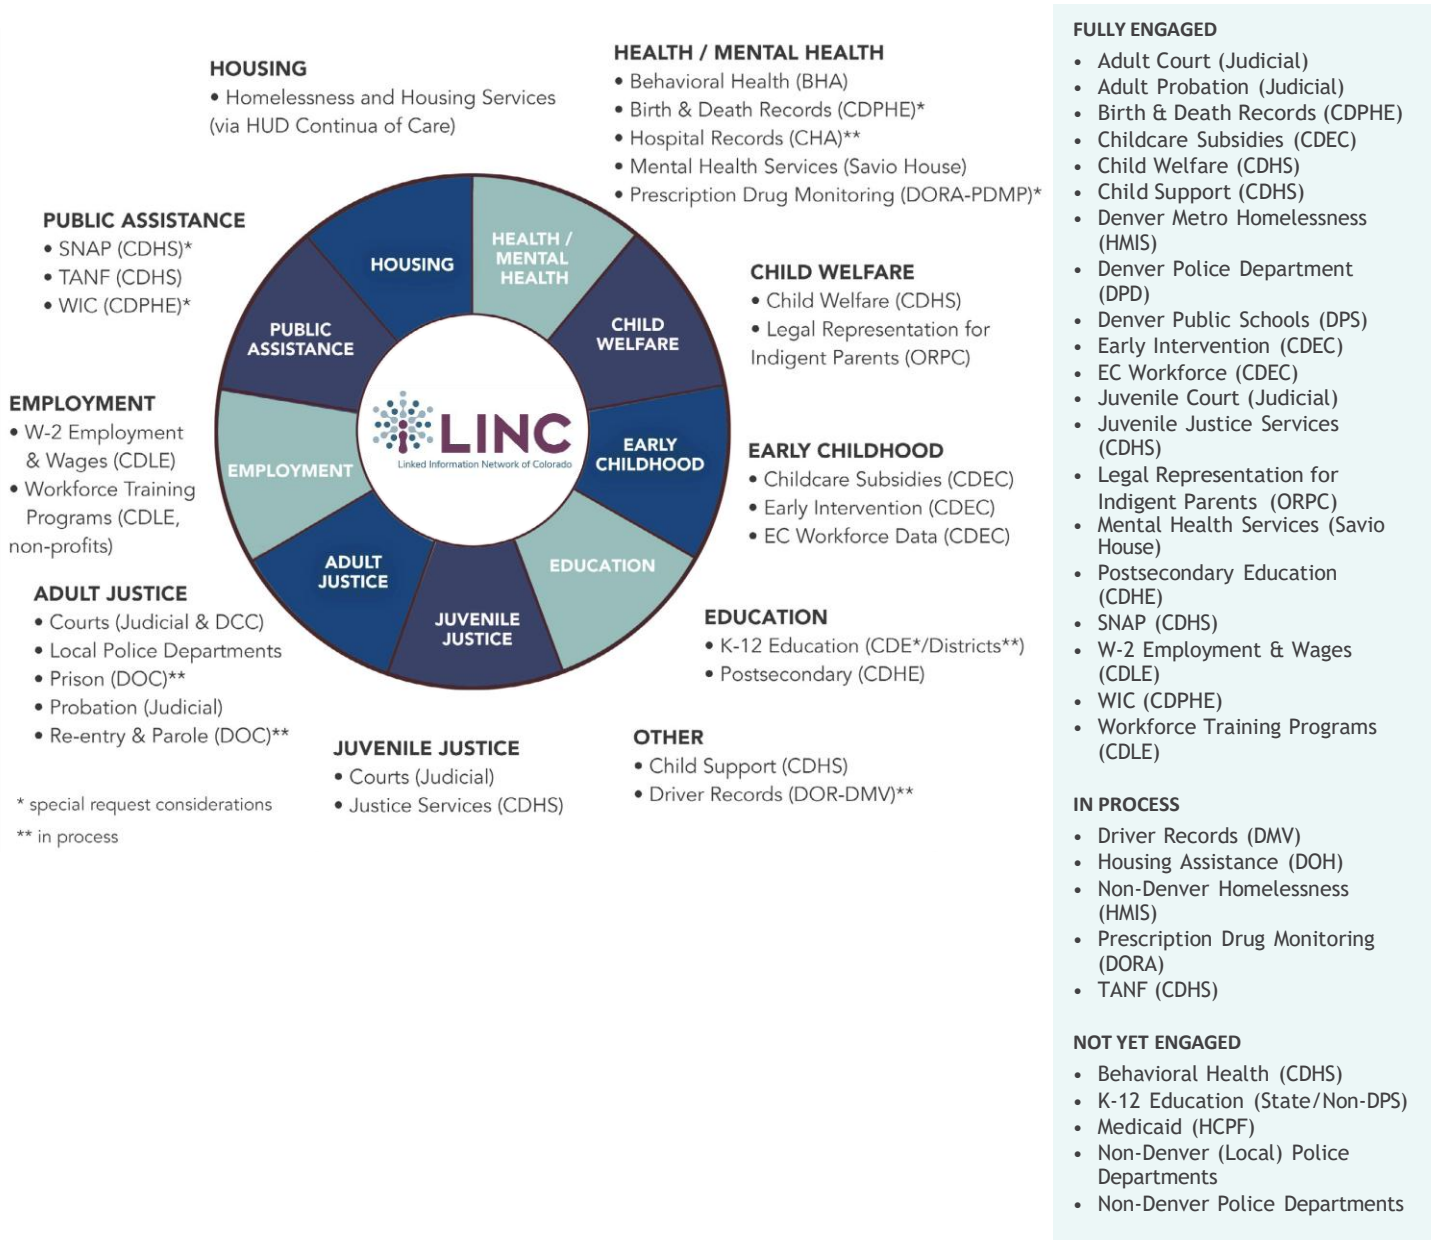 HOUSING
• Homelessness and Housing Services
(via HUD Continua of Care)
HEALTH / MENTAL HEALTH
• Behavioral Health (BHA)
• Birth & Death Records (CDPHE)*
• Hospital Records (CHA)**
• Mental Health Services (Savio House)
• Prescription Drug Monitoring (DORA-PDMP)*
PUBLIC ASSISTANCE
• SNAP (CDHS)*
• TANF (CDHS)
• WIC (CDPHE)*
CHILD WELFARE
• Child Welfare (CDHS)
• Legal Representation for
Indigent Parents (ORPC)
EMPLOYMENT
• W-2 Employment
& Wages (CDLE)
• Workforce Training
Programs (CDLE,
non-profits)
EARLY CHILDHOOD
• Childcare Subsidies (CDEC)
• Early Intervention (CDEC)
• EC Workforce Data (CDEC)
ADULT JUSTICE
• Courts (Judicial & DCC)
• Local Police Departments
• Prison (DOC)**
• Probation (Judicial)
• Re-entry & Parole (DOC)**
EDUCATION
• K-12 Education (CDE*/Districts**)
• Postsecondary (CDHE)
JUVENILE JUSTICE
• Courts (Judicial)
• Justice Services (CDHS)
OTHER
• Child Support (CDHS)
• Driver Records (DOR-DMV)**
* special request considerations
** in process
HOUSING
HEALTH /
MENTAL
HEALTH
CHILD
WELFARE
EARLY
CHILDHOOD
EDUCATION
JUVENILE
JUSTICE
ADULT
JUSTICE
EMPLOYMENT
PUBLIC
ASSISTANCE
LINC
Linked Information Network of Colorado
FULLY ENGAGED
• Adult Court (Judicial)
• Adult Probation (Judicial)
• Birth & Death Records (CDPHE)
• Childcare Subsidies (CDEC)
• Child Welfare (CDHS)
• Child Support (CDHS)
• Denver Metro Homelessness
(HMIS)
• Denver Police Department
(DPD)
• Denver Public Schools (DPS)
• Early Intervention (CDEC)
• EC Workforce (CDEC)
• Juvenile Court (Judicial)
• Juvenile Justice Services
(CDHS)
• Legal Representation for
Indigent Parents (ORPC)
• Mental Health Services (Savio
House)
• Postsecondary Education
(CDHE)
• SNAP (CDHS)
• W-2 Employment & Wages
(CDLE)
• WIC (CDPHE)
• Workforce Training Programs
(CDLE)
IN PROCESS
• Driver Records (DMV)
• Housing Assistance (DOH)
• Non-Denver Homelessness
(HMIS)
• Prescription Drug Monitoring
(DORA)
• TANF (CDHS)
NOT YET ENGAGED
• Behavioral Health (CDHS)
• K-12 Education (State/Non-DPS)
• Medicaid (HCPF)
• Non-Denver (Local) Police
Departments
• Non-Denver Police Departments